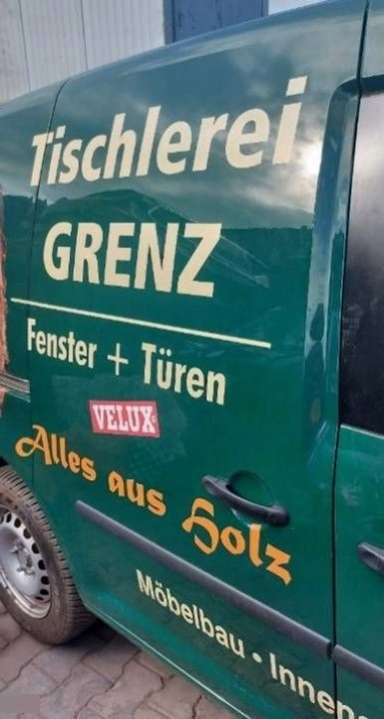 Tischlerei
GRENZ
Fenster + Türen
VELUX
Alles aus Holz
Möbelbau • Innen